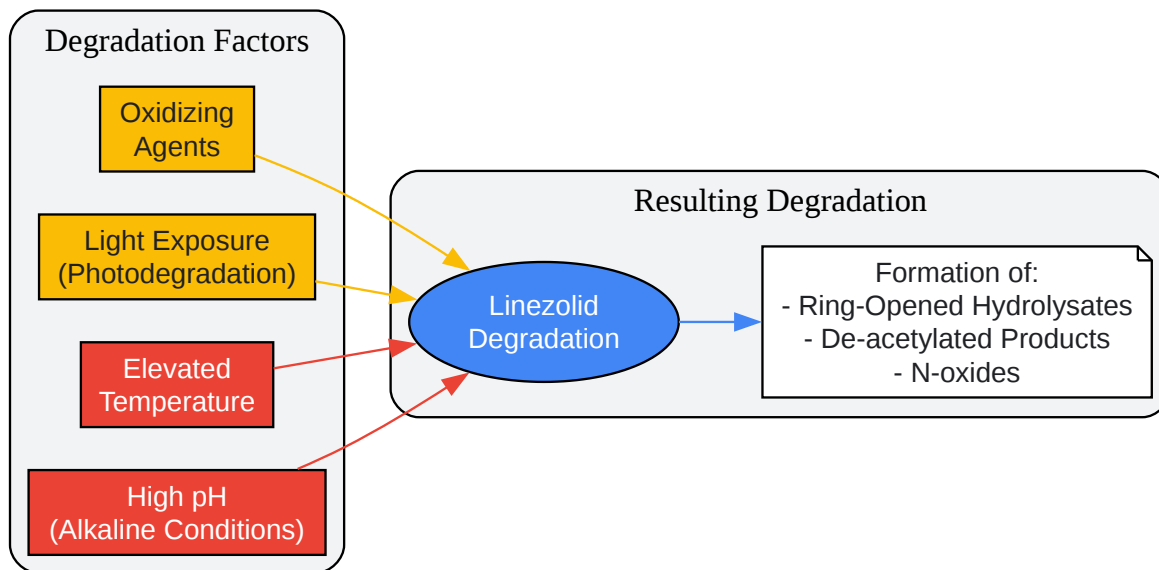 Degradation Factors
Oxidizing
Agents
Light Exposure
(Photodegradation)
Elevated
Temperature
High pH
(Alkaline Conditions)
Resulting Degradation
Linezolid
Degradation
Formation of:
- Ring-Opened Hydrolysates
- De-acetylated Products
- N-oxides